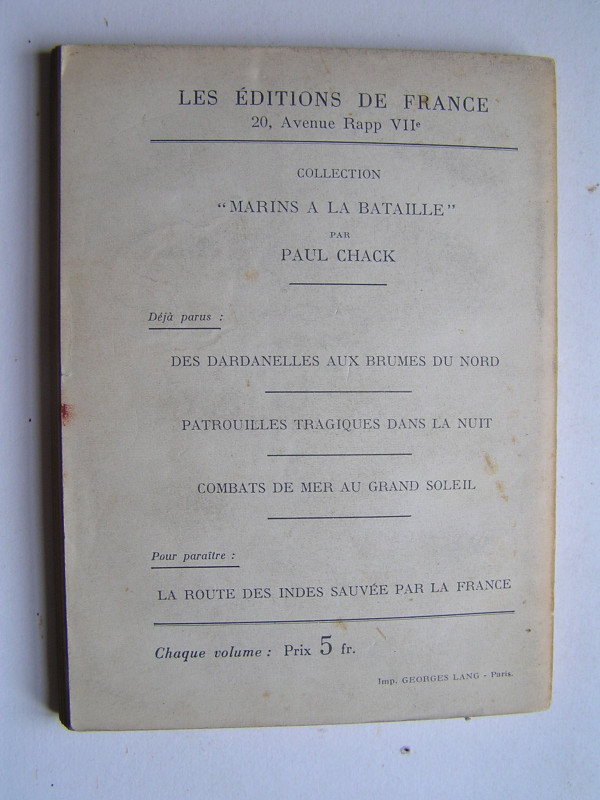 LES ÉDITIONS DE FRANCE
20, Avenue Rapp VIIe
COLLECTION
"MARINS A LA BATAILLE"
PAR
PAUL CHACK
Déjà parus :
DES DARDANELLES AUX BRUMES DU NORD
PATROUILLES TRAGIQUES DANS LA NUIT
COMBATS DE MER AU GRAND SOLEIL
Pour paraître :
LA ROUTE DES INDES SAUVÉE PAR LA FRANCE
Chaque volume : Prix 5 fr.
Imp. GEORGES LANG - Paris.